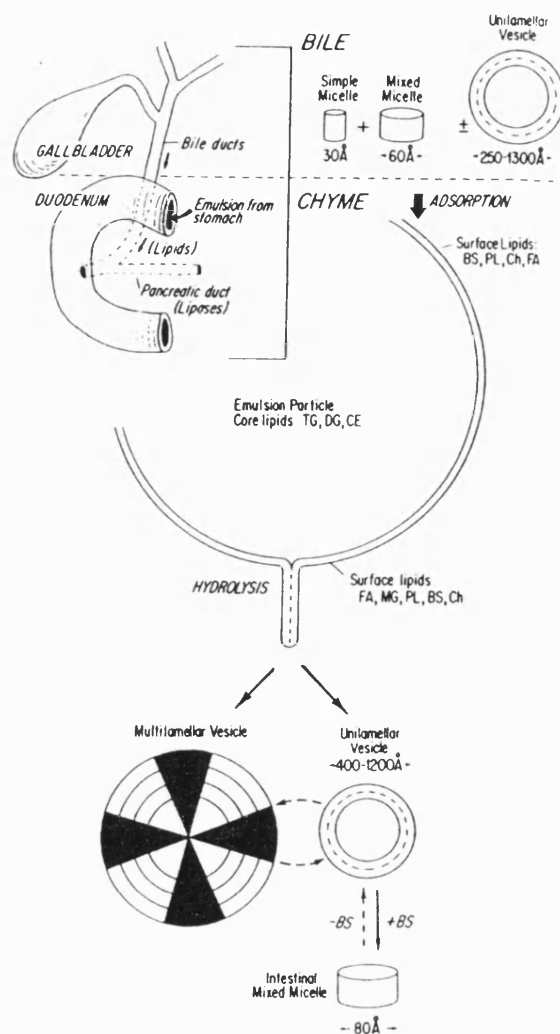 BILE
Unilamellar
Vesicle
Simple
Micelle
+
Mixed
Micelle
±
30Å
-60Å-
-250-1300Å-
GALLBLADDER
Bile ducts
DUODENUM
Emulsion from
stomach
(Lipids)
Pancreatic duct
(Lipases)
CHYME
ADSORPTION
Surface Lipids:
BS, PL, Ch, FA
Emulsion Particle
Core lipids TG, DG, CE
HYDROLYSIS
Surface lipids
FA, MG, PL, BS, Ch
Multilamellar Vesicle
Unilamellar
Vesicle
-400-1200Å-
-BS
+BS
Intestinal
Mixed Micelle
-80Å-